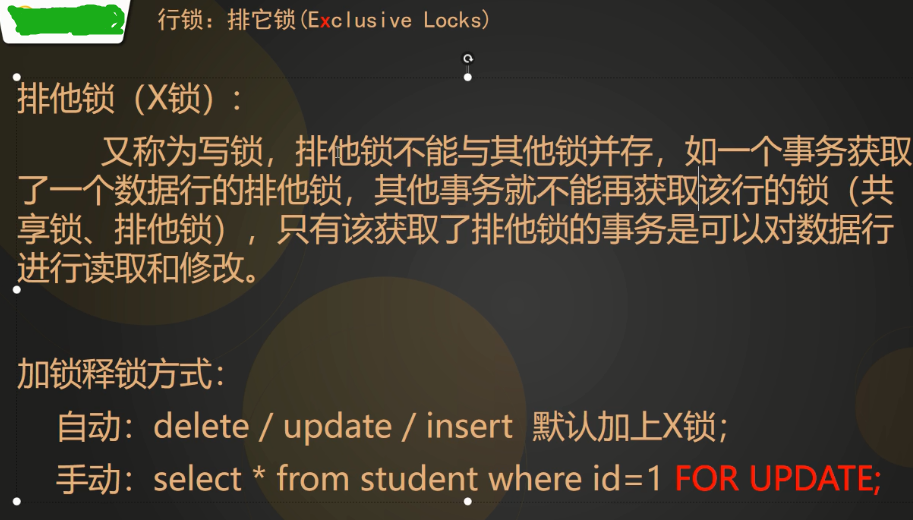 行锁：排它锁(Exclusive Locks)
排他锁（X锁）：
又称为写锁，排他锁不能与其他锁并存，如一个事务获取
了一个数据行的排他锁，其他事务就不能再获取该行的锁（共
享锁、排他锁），只有该获取了排他锁的事务是可以对数据行
进行读取和修改。
加锁释锁方式：
自动：delete / update / insert 默认加上X锁；
手动：select * from student where id=1 FOR UPDATE;